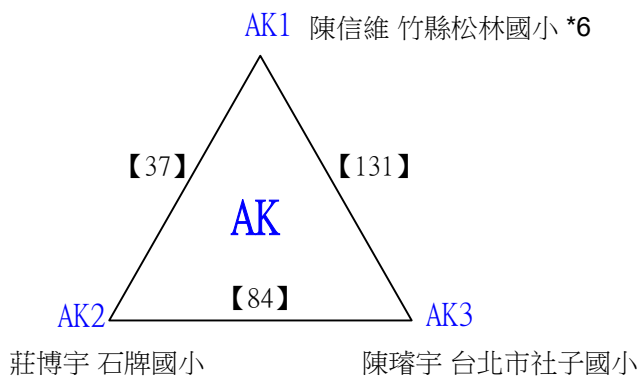 AK1 陳信維 竹縣松林國小 *6
【37】 【131】
AK
【84】
AK2 AK3
莊博宇 石牌國小 陳璿宇 台北市社子國小